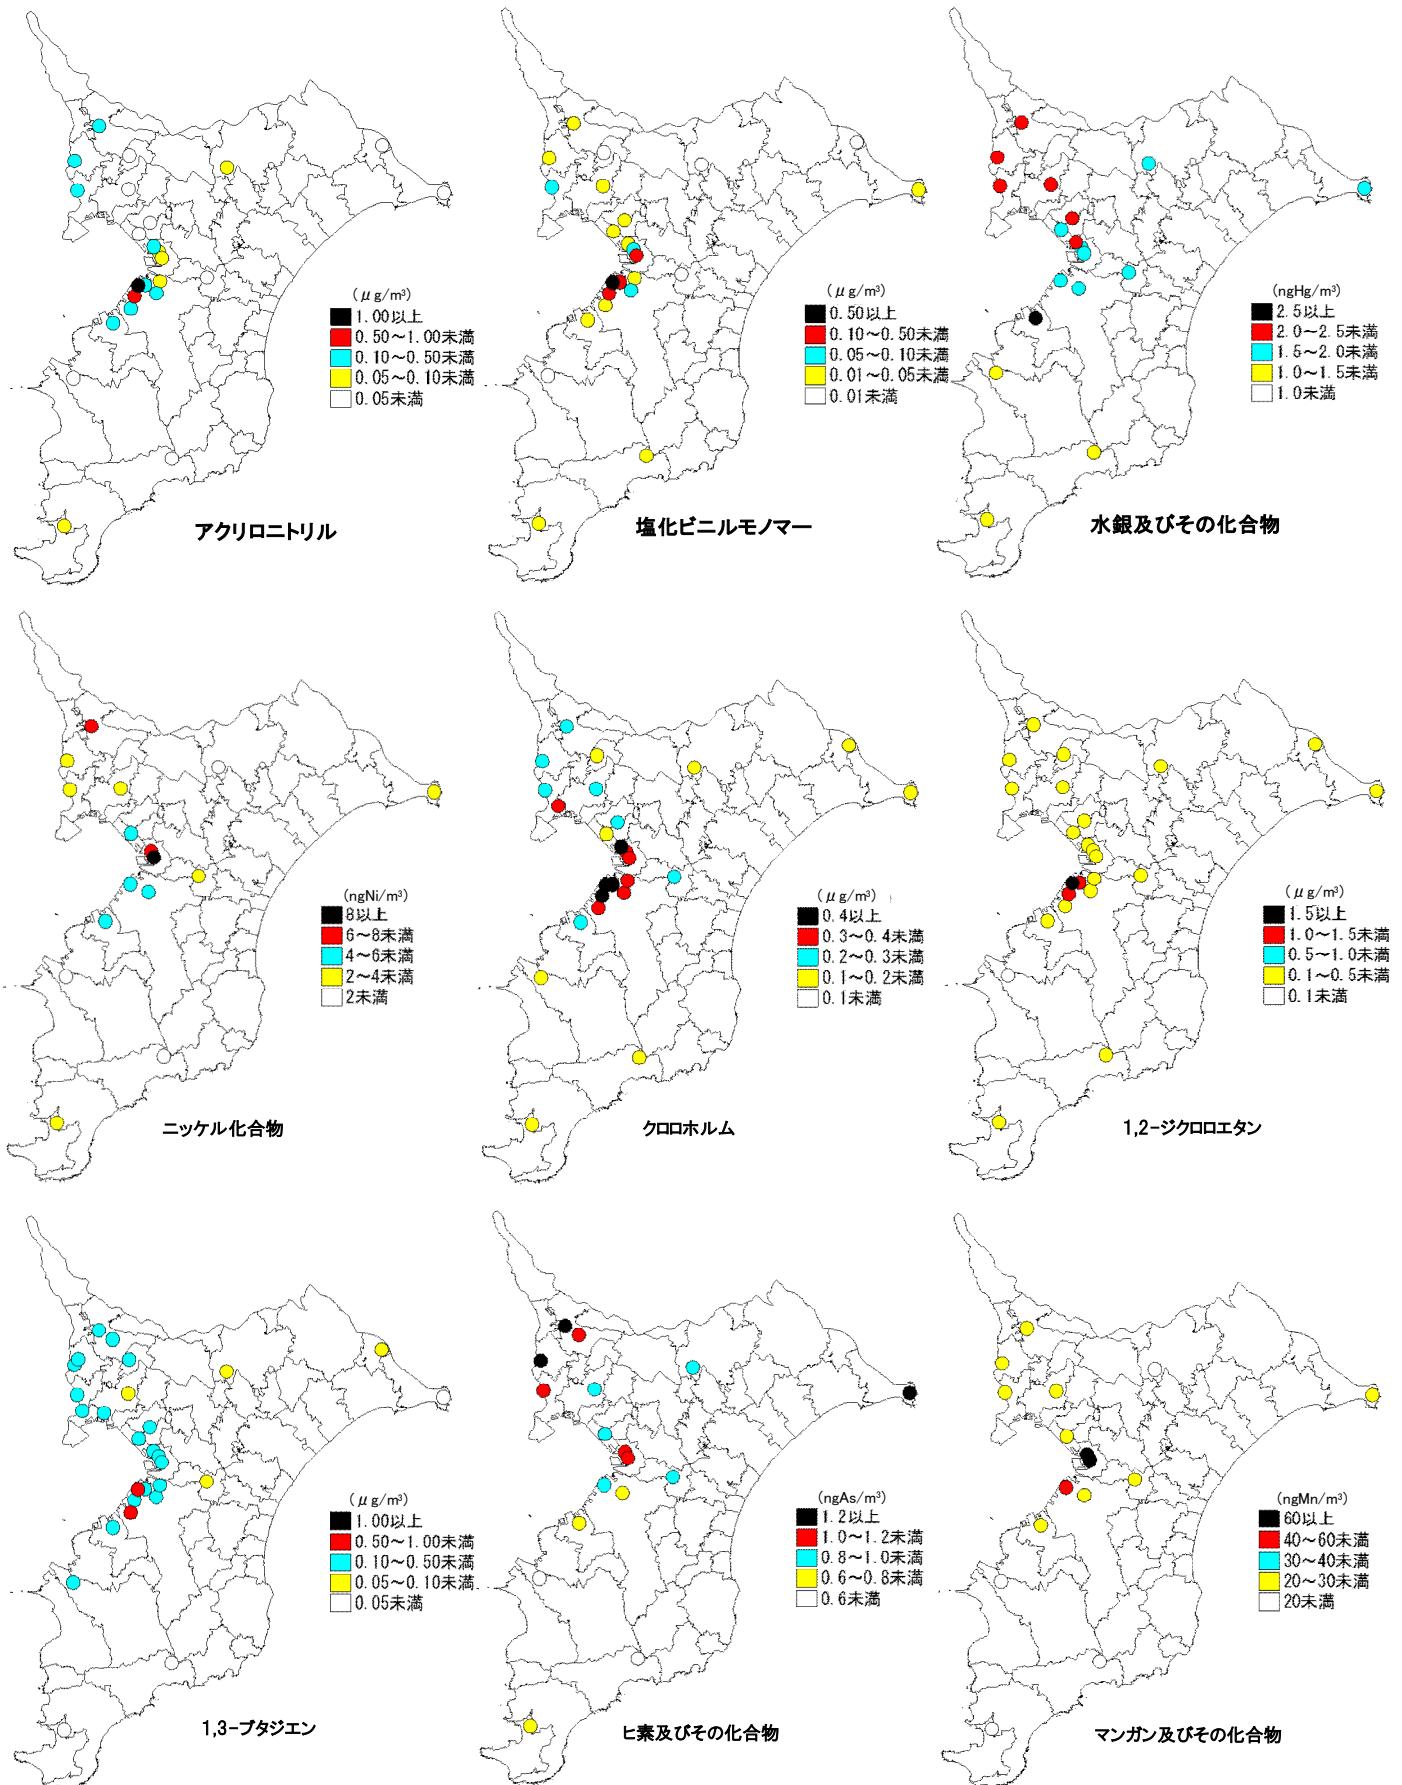 (μg/m³)
1.00以上
0.50～1.00未満
0.10～0.50未満
0.05～0.10未満
0.05未満
アクリロニトリル
(μg/m³)
0.50以上
0.10～0.50未満
0.05～0.10未満
0.01～0.05未満
0.01未満
塩化ビニルモノマー
(ngHg/m³)
2.5以上
2.0～2.5未満
1.5～2.0未満
1.0～1.5未満
1.0未満
水銀及びその化合物
(ngNi/m³)
8以上
6～8未満
4～6未満
2～4未満
2未満
ニッケル化合物
(μg/m³)
0.4以上
0.3～0.4未満
0.2～0.3未満
0.1～0.2未満
0.1未満
クロロホルム
(μg/m³)
1.5以上
1.0～1.5未満
0.5～1.0未満
0.1～0.5未満
0.1未満
1,2-ジクロロエタン
(μg/m³)
1.00以上
0.50～1.00未満
0.10～0.50未満
0.05～0.10未満
0.05未満
1,3-ブタジエン
(ngAs/m³)
1.2以上
1.0～1.2未満
0.8～1.0未満
0.6～0.8未満
0.6未満
ヒ素及びその化合物
(ngMn/m³)
60以上
40～60未満
30～40未満
20～30未満
20未満
マンガン及びその化合物